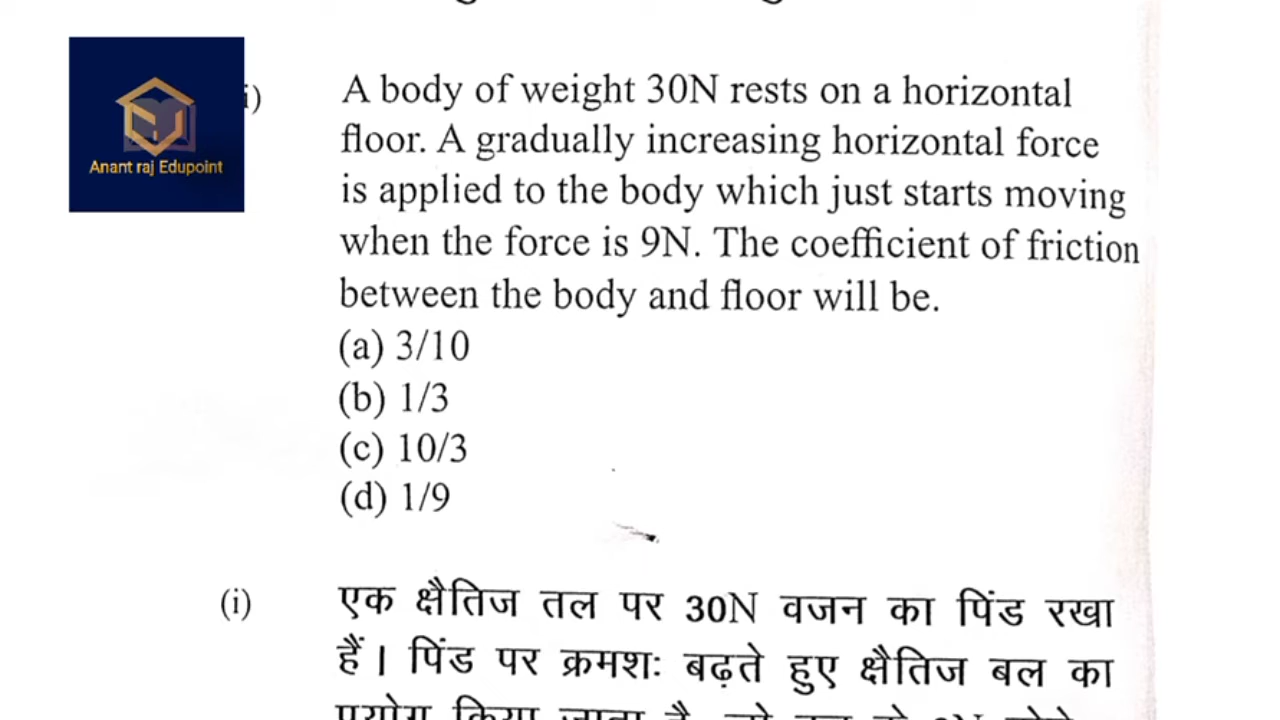 Anant raj Edupoint
i)
A body of weight 30N rests on a horizontal
floor. A gradually increasing horizontal force
is applied to the body which just starts moving
when the force is 9N. The coefficient of friction
between the body and floor will be.
(a) 3/10
(b) 1/3
(c) 10/3
(d) 1/9
(i) एक क्षैतिज तल पर 30N वजन का पिंड रखा
हैं। पिंड पर क्रमशः बढ़ते हुए क्षैतिज बल का